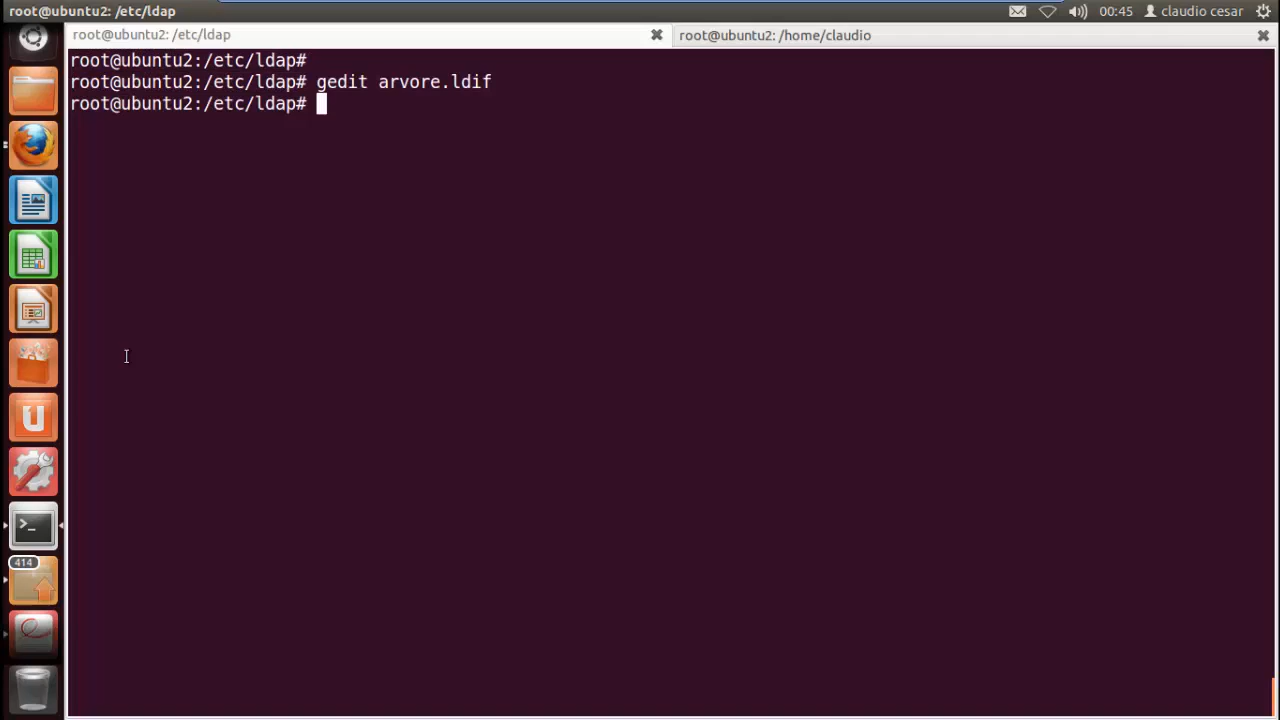 root@ubuntu2: /etc/ldap
00:45
claudio cesar
root@ubuntu2: /etc/ldap
root@ubuntu2: /home/claudio
root@ubuntu2:/etc/ldap#
root@ubuntu2:/etc/ldap# gedit arvore.ldif
root@ubuntu2:/etc/ldap#
U
>_
414